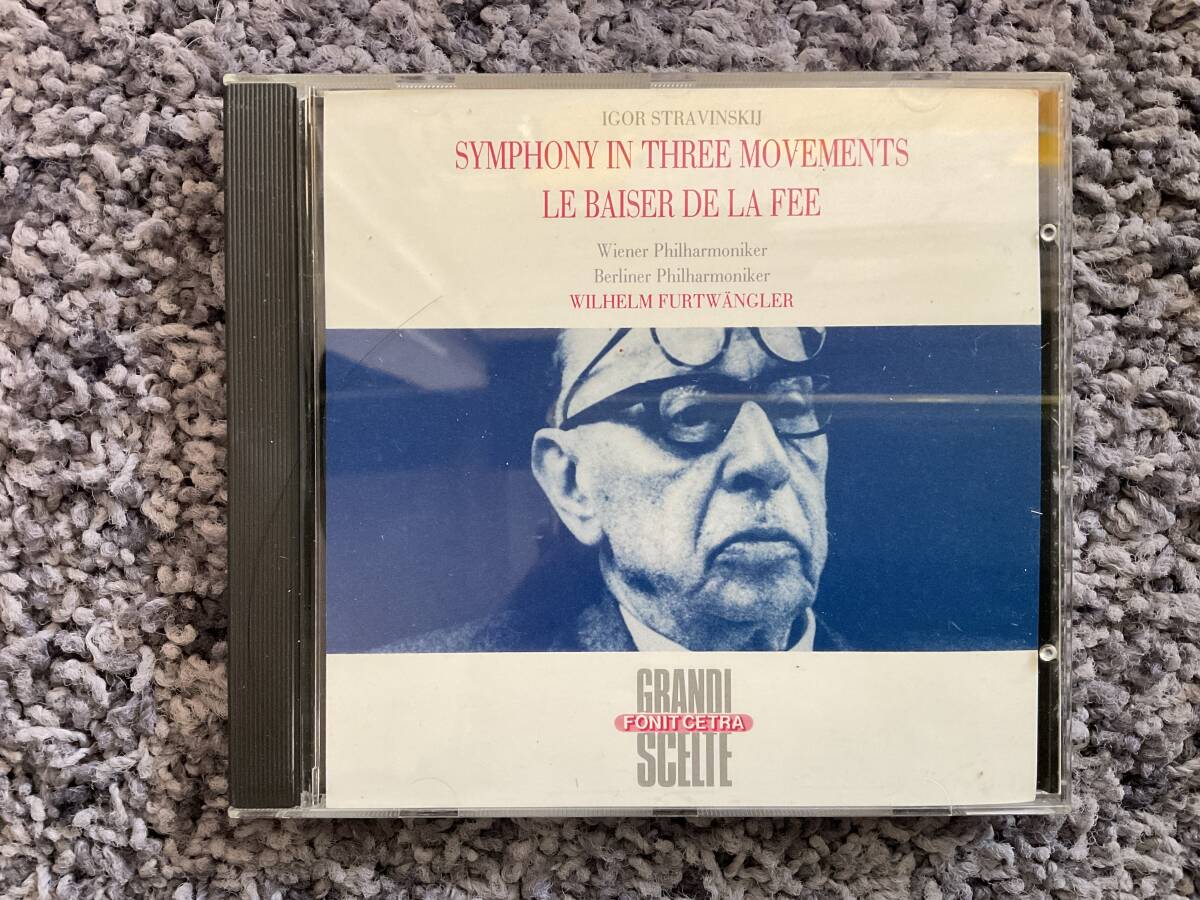 IGOR STRAVINSKIJ
SYMPHONY IN THREE MOVEMENTS
LE BAISER DE LA FEE
Wiener Philharmoniker
Berliner Philharmoniker
WILHELM FURTWÄNGLER
GRANDI
FONIT CETRA
SCELTE